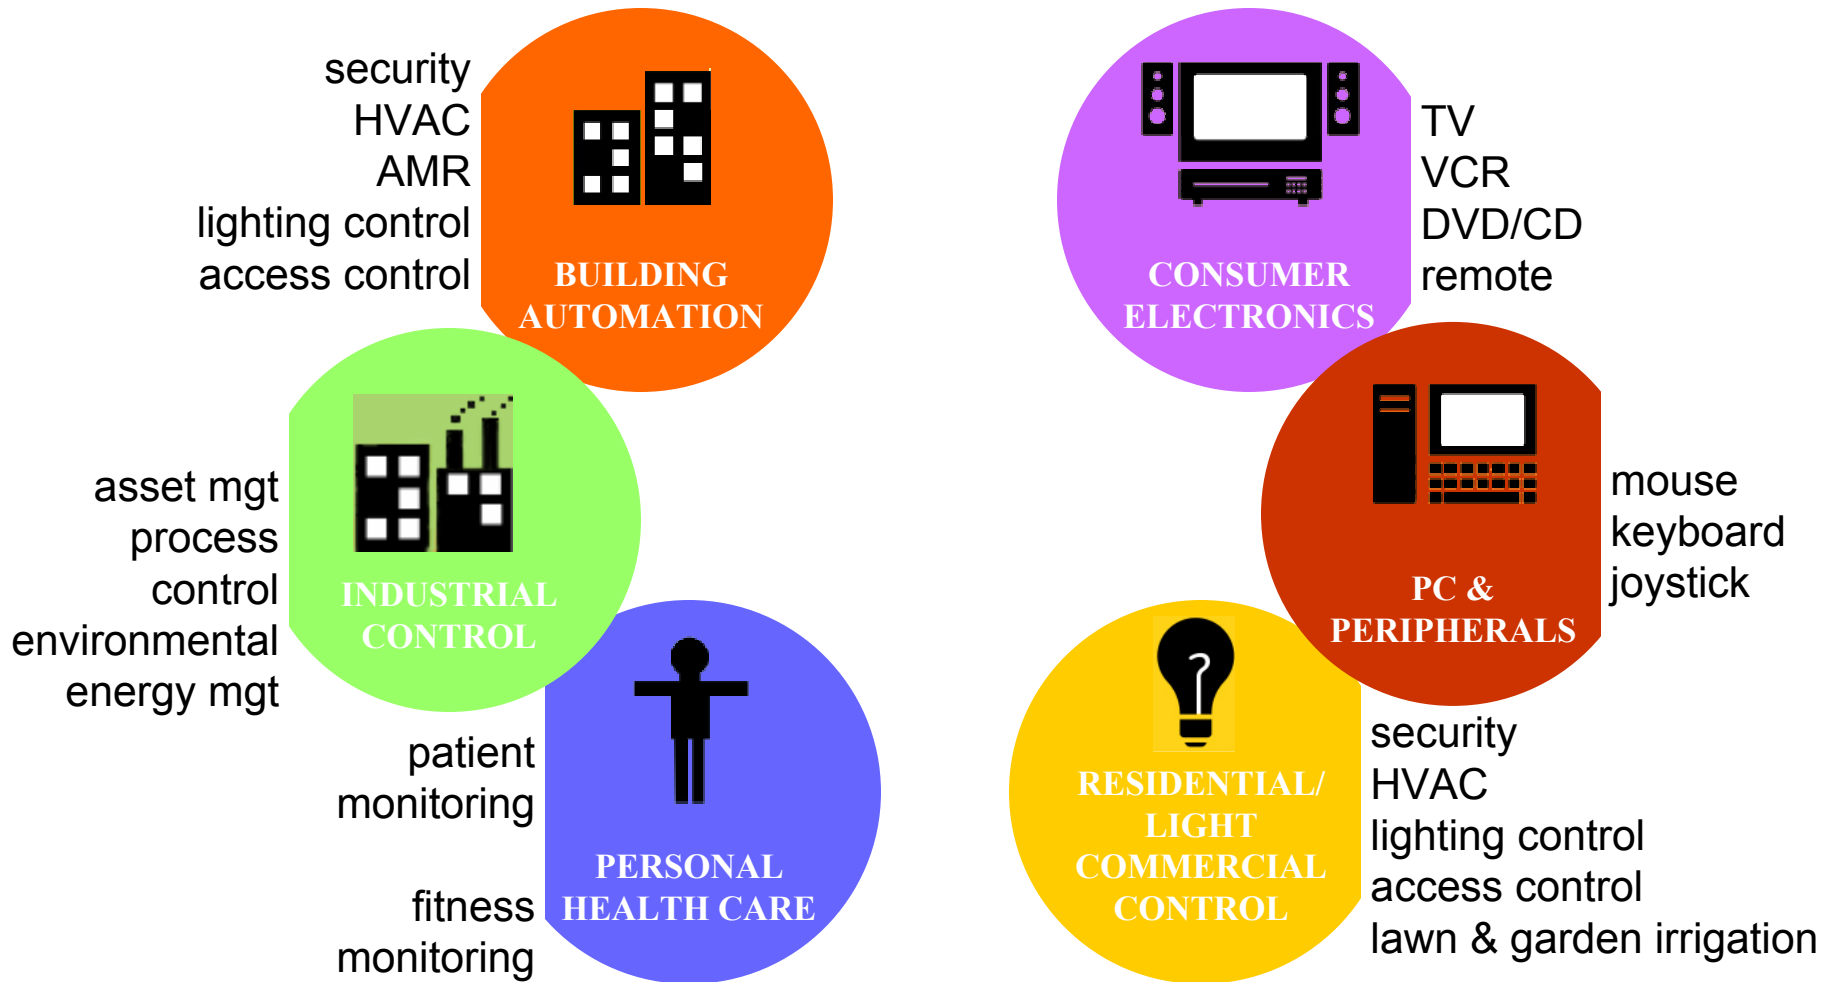 security
HVAC
AMR
lighting control
access control
BUILDING
AUTOMATION
TV
VCR
DVD/CD
remote
CONSUMER
ELECTRONICS
asset mgt
process
control
environmental
energy mgt
INDUSTRIAL
CONTROL
mouse
keyboard
joystick
PC &
PERIPHERALS
patient
monitoring
fitness
monitoring
PERSONAL
HEALTH CARE
RESIDENTIAL/
LIGHT
COMMERCIAL
CONTROL
security
HVAC
lighting control
access control
lawn & garden irrigation